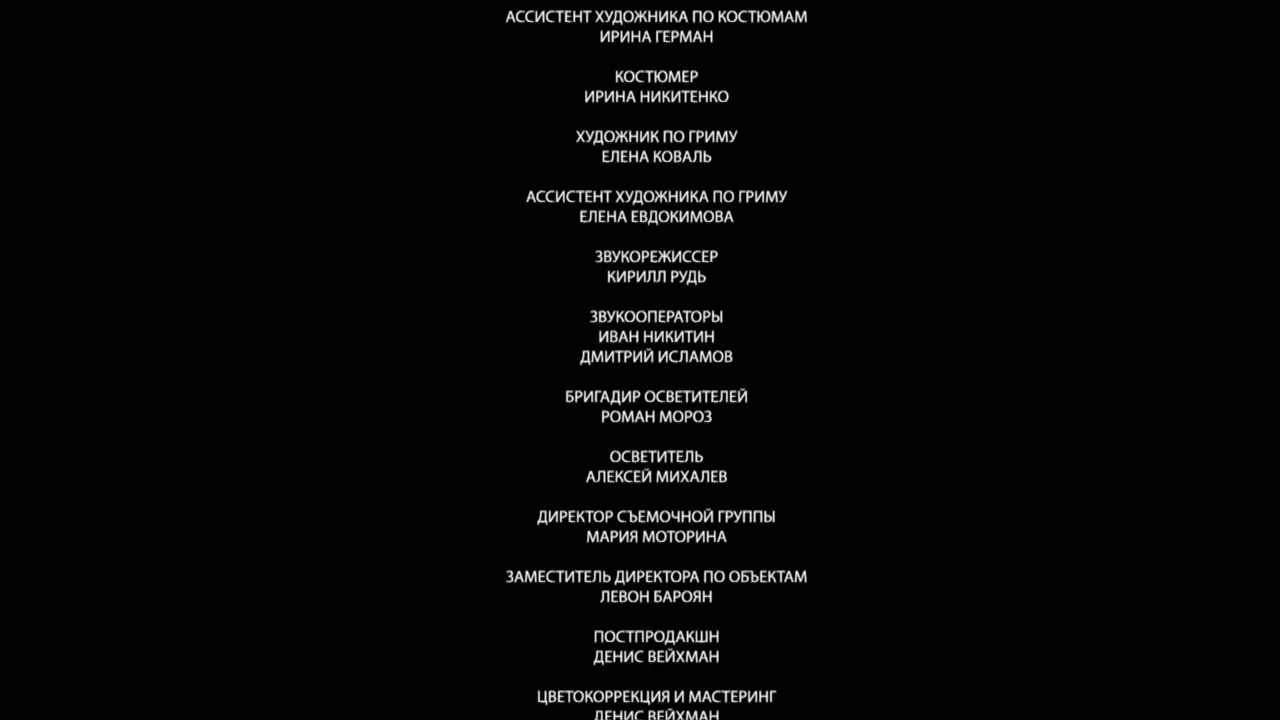 АССИСТЕНТ ХУДОЖНИКА ПО КОСТЮМАМ
ИРИНА ГЕРМАН
КОСТЮМЕР
ИРИНА НИКИТЕНКО
ХУДОЖНИК ПО ГРИМУ
ЕЛЕНА КОВАЛЬ
АССИСТЕНТ ХУДОЖНИКА ПО ГРИМУ
ЕЛЕНА ЕВДОКИМОВА
ЗВУКОРЕЖИССЕР
КИРИЛЛ РУДЬ
ЗВУКООПЕРАТОРЫ
ИВАН НИКИТИН
ДМИТРИЙ ИСЛАМОВ
БРИГАДИР ОСВЕТИТЕЛЕЙ
РОМАН МОРОЗ
ОСВЕТИТЕЛЬ
АЛЕКСЕЙ МИХАЛЕВ
ДИРЕКТОР СЪЕМОЧНОЙ ГРУППЫ
МАРИЯ МОТОРИНА
ЗАМЕСТИТЕЛЬ ДИРЕКТОРА ПО ОБЪЕКТАМ
ЛЕВОН БАРОЯН
ПОСТПРОДАКШН
ДЕНИС ВЕЙХМАН
ЦВЕТОКОРРЕКЦИЯ И МАСТЕРИНГ
ДЕНИС ВЕЙХМАН